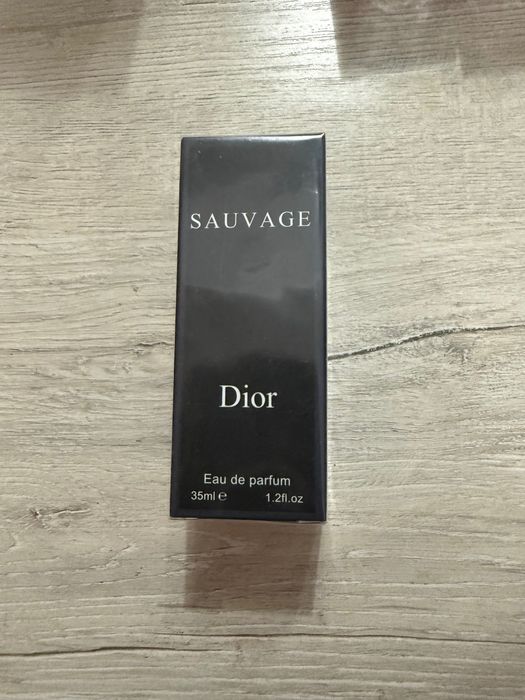 SAUVAGE
Dior
Eau de parfum
35ml ℮ 1.2fl.oz